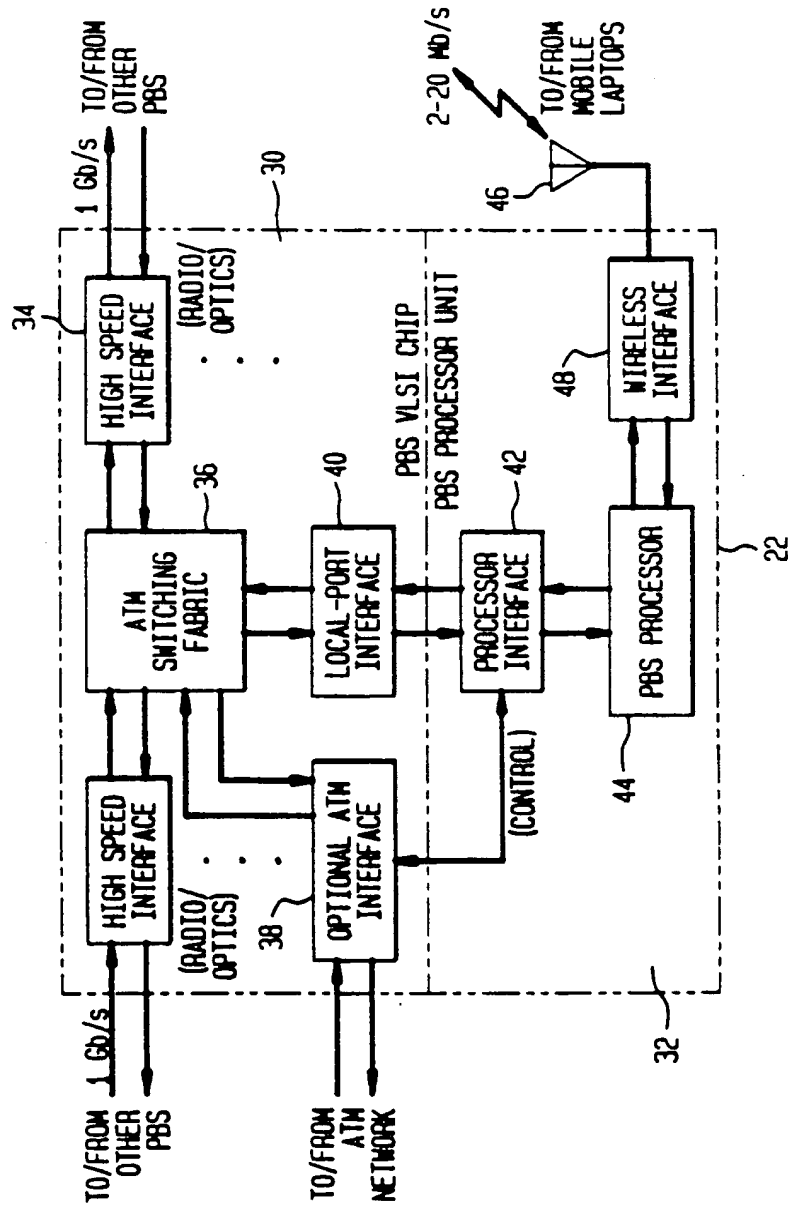 TO/FROM
OTHER
PBS
1 Gb/s
HIGH SPEED
INTERFACE
(RADIO/
OPTICS)
ATM
SWITCHING
FABRIC
36
34
HIGH SPEED
INTERFACE
(RADIO/
OPTICS)
1 Gb/s
TO/FROM
OTHER
PBS
30
TO/FROM
ATM
NETWORK
38
OPTIONAL ATM
INTERFACE
LOCAL-PORT
INTERFACE
40
PBS VLSI CHIP
PBS PROCESSOR UNIT
(CONTROL)
PROCESSOR
INTERFACE
42
44
PBS PROCESSOR
48
WIRELESS
INTERFACE
46
2-20 Mb/s
TO/FROM
MOBILE
LAPTOPS
32
22